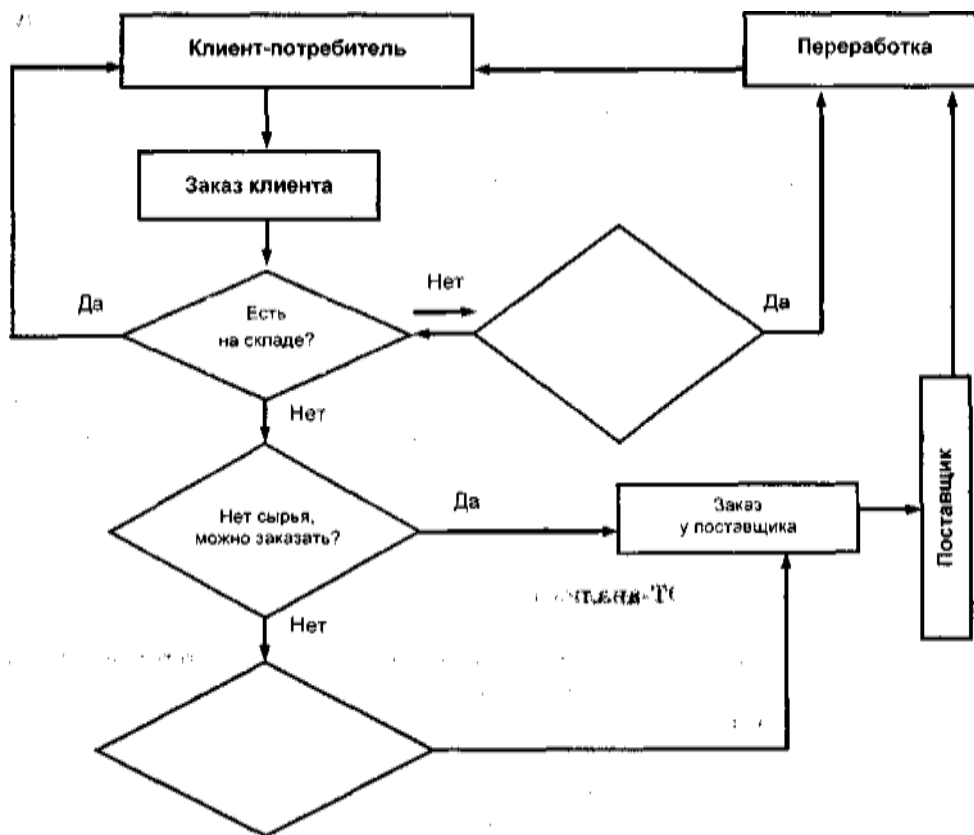 Клиент-потребитель
Переработка
Заказ клиента
Нет
Да
Есть
на складе?
Да
Нет
Нет сырья,
можно заказать?
Да
Заказ
у поставщика
Поставщик
Нет